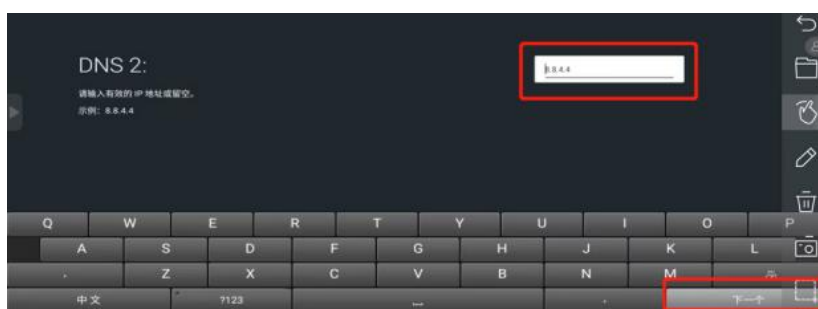 DNS 2:
8.8.4.4
请输入有效的 IP 地址或留空。
示例：8.8.4.4
Q W E R T Y U I O P
A S D F G H J K L
Z X C V B N M
中文 ?123 下一个